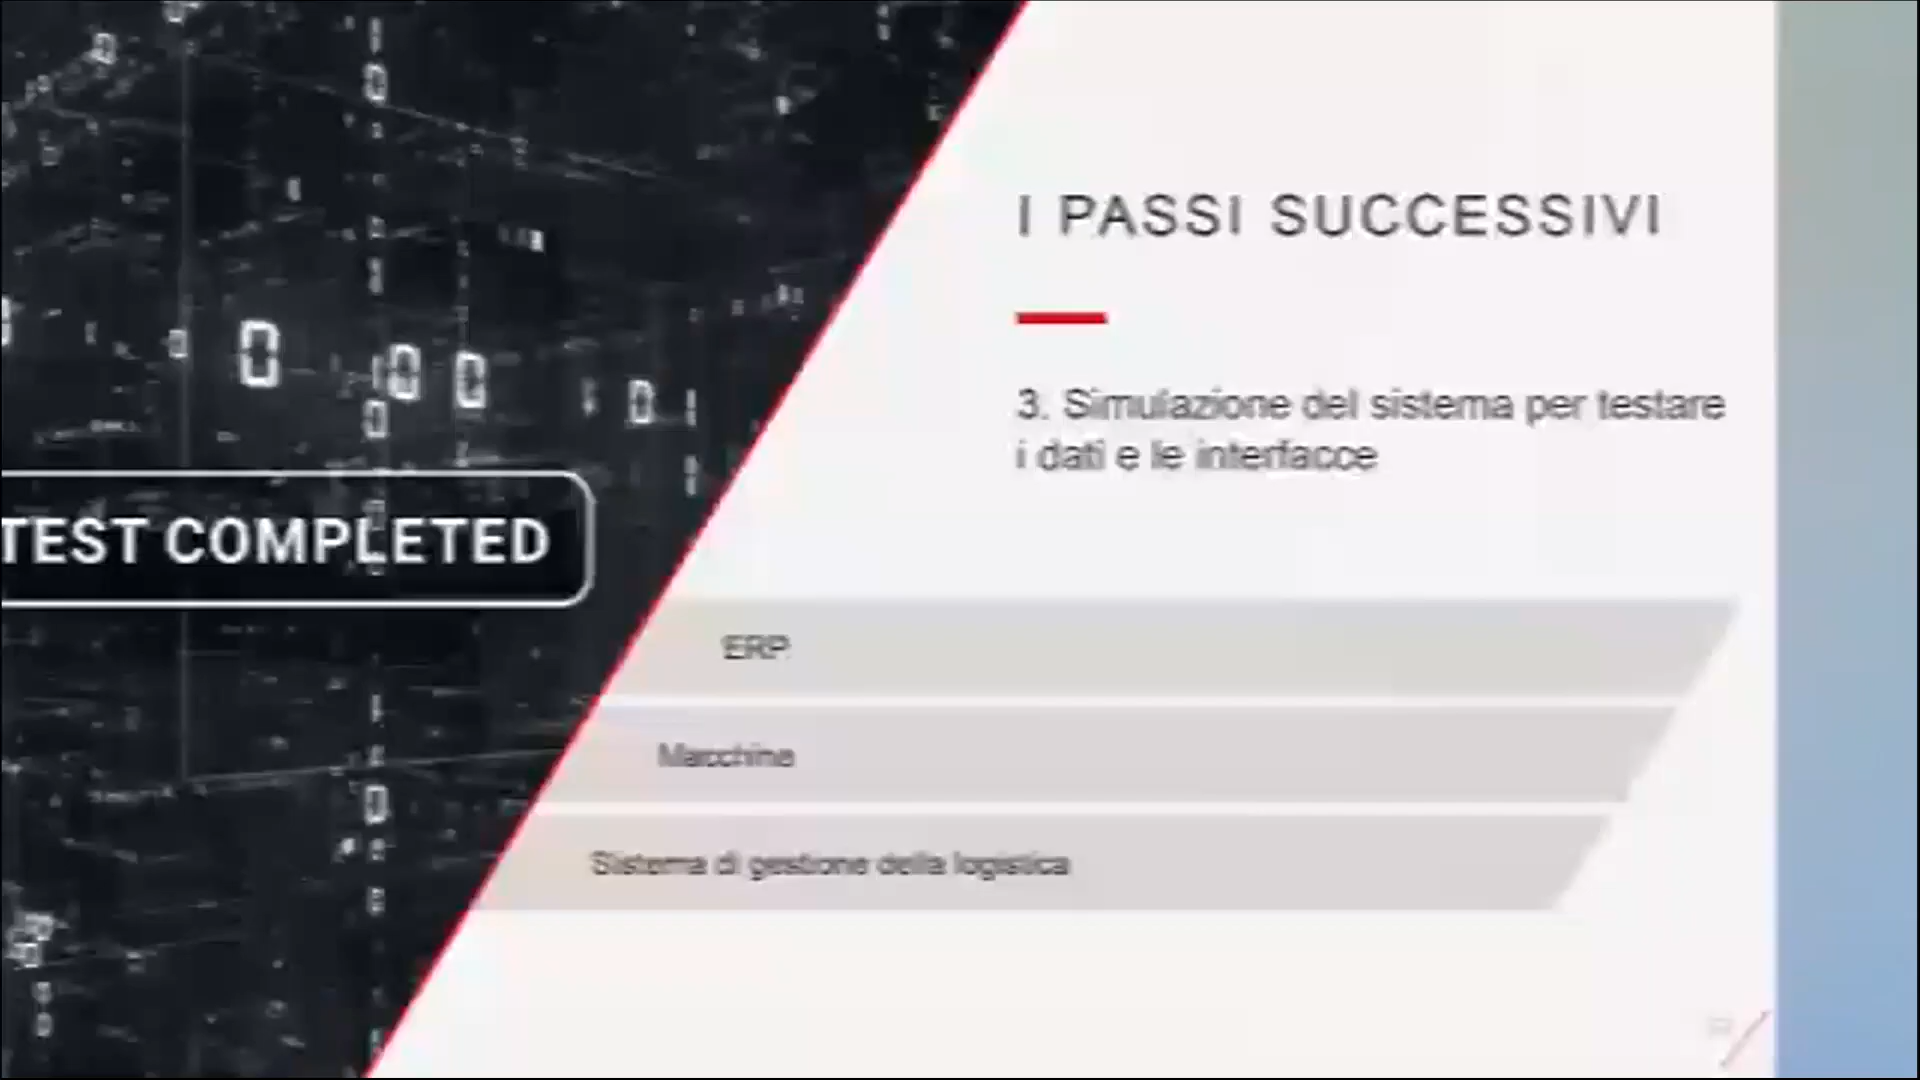 I PASSI SUCCESSIVI
3. Simulazione del sistema per testare
i dati e le interfacce
TEST COMPLETED
ERP
Macchine
Sistema di gestione della logistica